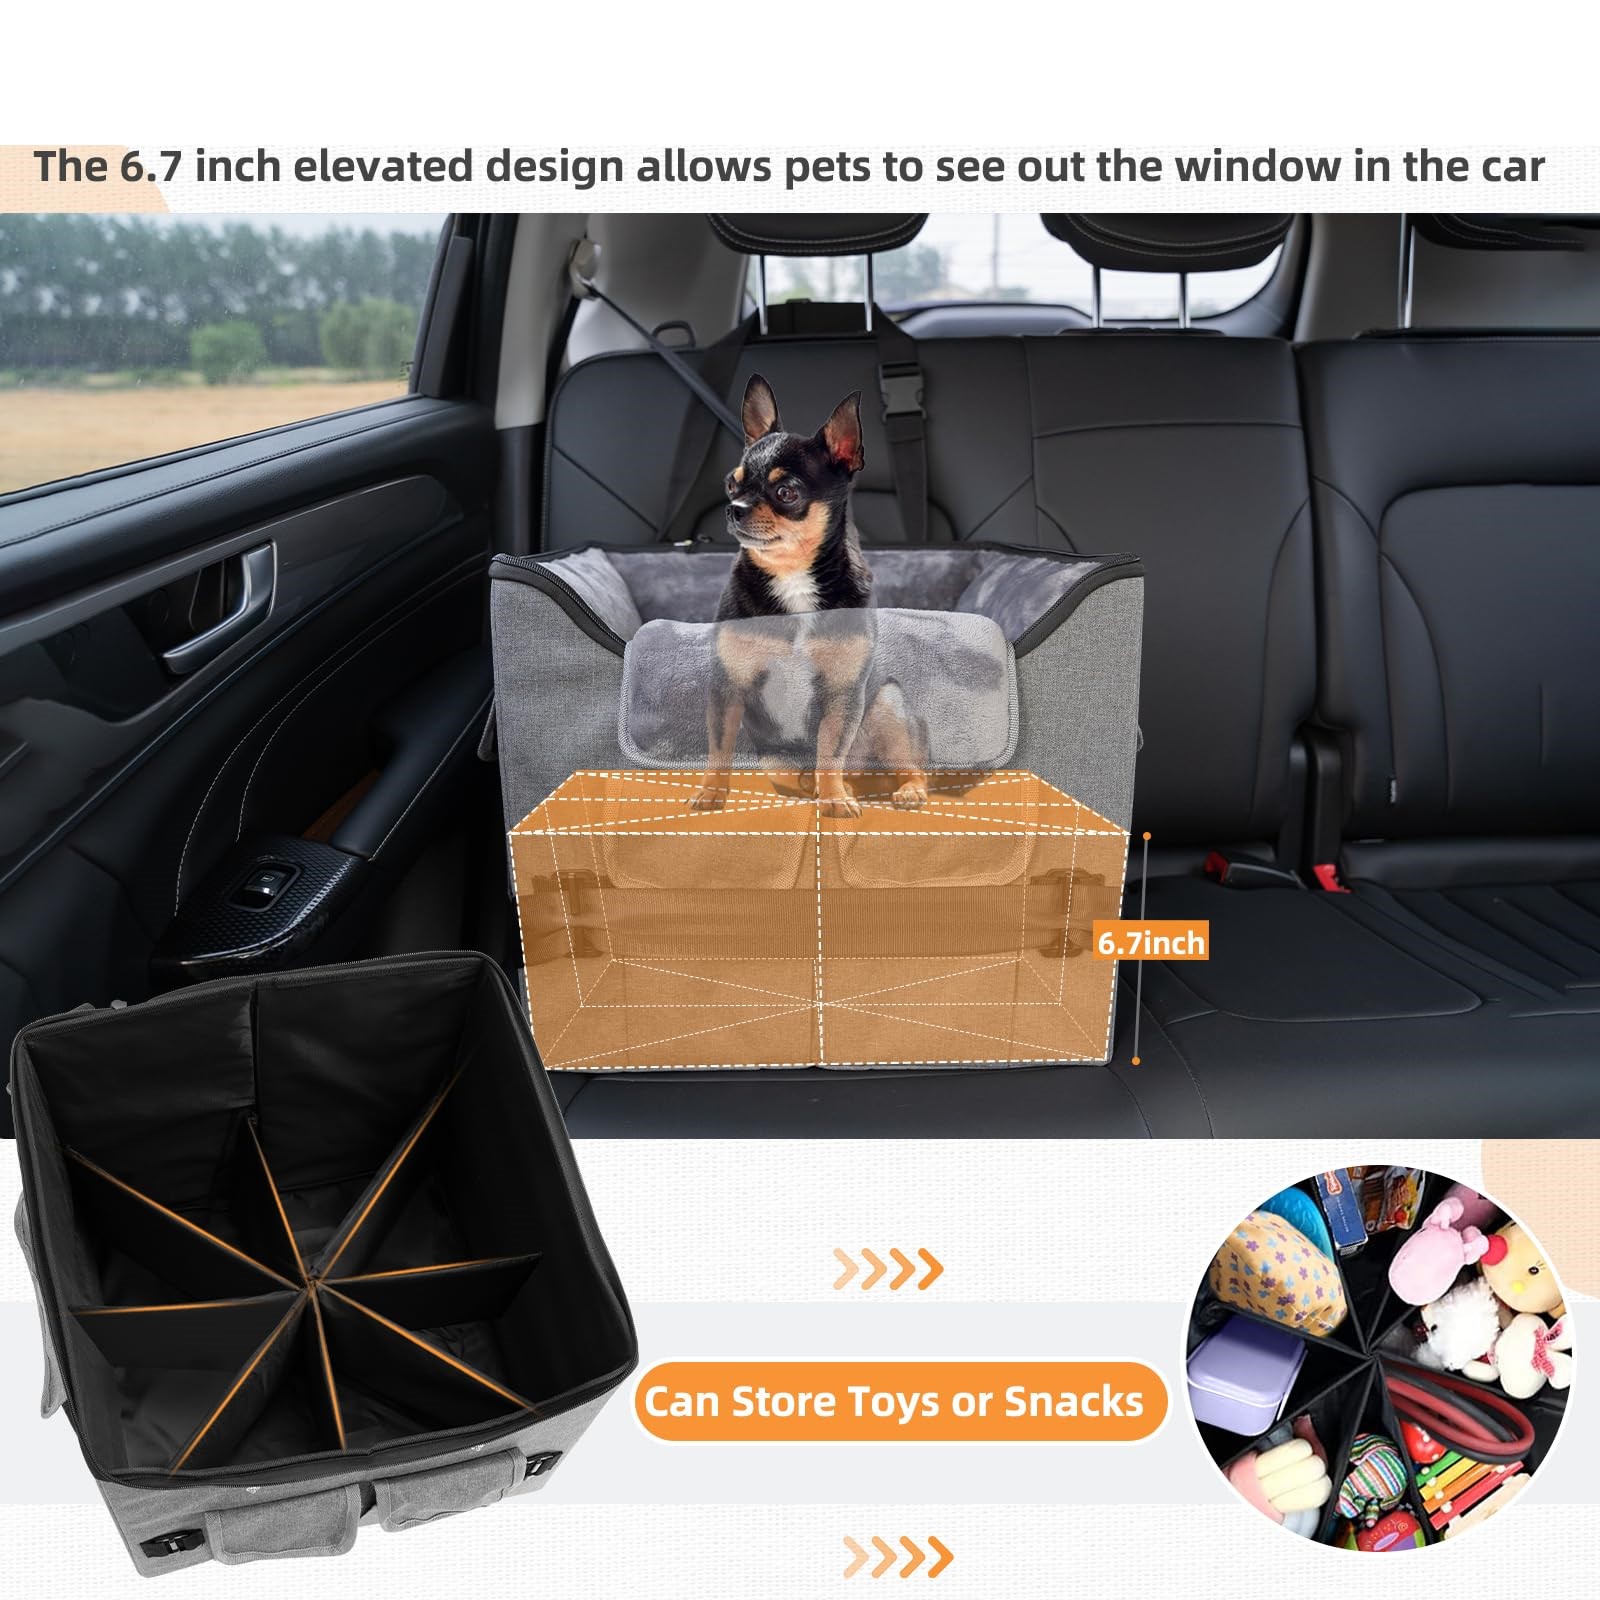 The 6.7 inch elevated design allows pets to see out the window in the car
6.7inch
Can Store Toys or Snacks